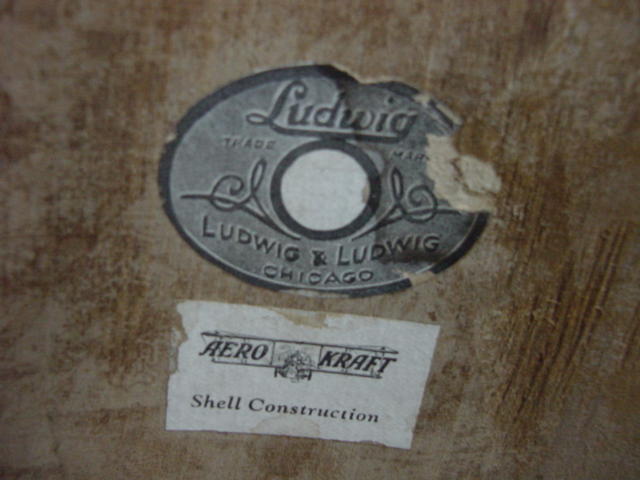 Ludwig
TRADE MARK
LUDWIG & LUDWIG
CHICAGO
AERO KRAFT
Shell Construction